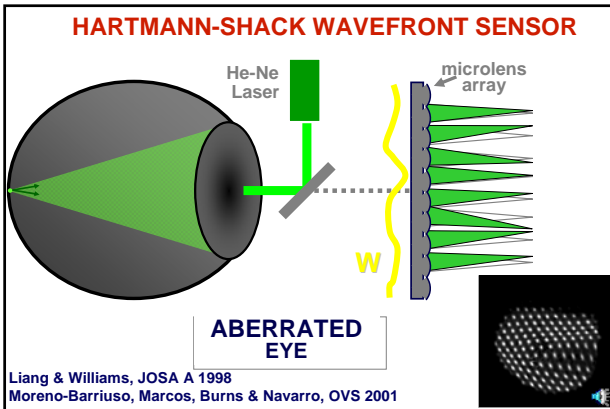 HARTMANN-SHACK WAVEFRONT SENSOR
He-Ne
Laser
microlens
array
W
ABERRATED
EYE
Liang & Williams, JOSA A 1998
Moreno-Barriuso, Marcos, Burns & Navarro, OVS 2001